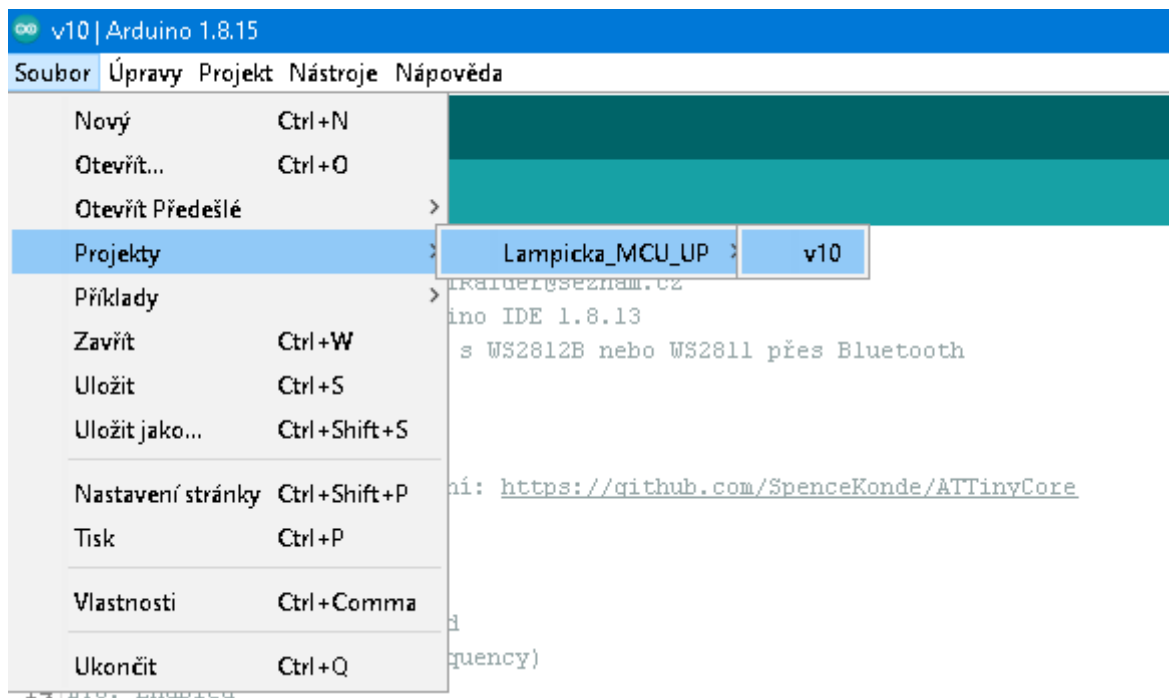 v10 | Arduino 1.8.15
Soubor Úpravy Projekt Nástroje Nápověda
Nový Ctrl+N
Otevřít... Ctrl+O
Otevřít Předešlé
Projekty Lampicka_MCU_UP v10
Příklady
ino IDE 1.8.13
Zavřít Ctrl+W
s WS2812B nebo WS2811 přes Bluetooth
Uložit Ctrl+S
Uložit jako... Ctrl+Shift+S
Nastavení stránky Ctrl+Shift+P
ní: https://github.com/SpenceKonde/ATTinyCore
Tisk Ctrl+P
Vlastnosti Ctrl+Comma
d
Ukončit Ctrl+Q
quency)